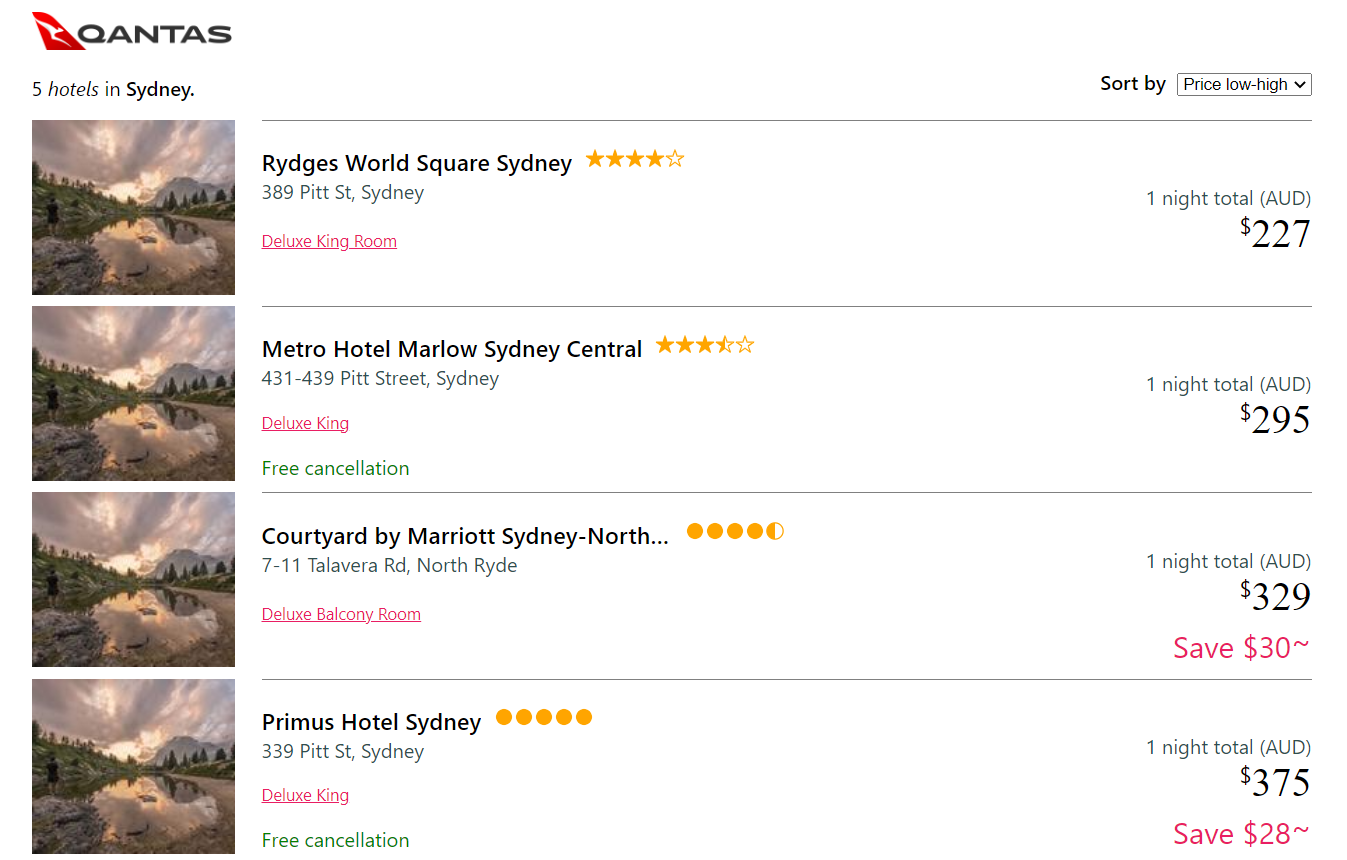 QANTAS
5 hotels in Sydney.
Sort by Price low-high
Rydges World Square Sydney
389 Pitt St, Sydney
Deluxe King Room
1 night total (AUD)
$227
Metro Hotel Marlow Sydney Central
431-439 Pitt Street, Sydney
Deluxe King
Free cancellation
1 night total (AUD)
$295
Courtyard by Marriott Sydney-North...
7-11 Talavera Rd, North Ryde
Deluxe Balcony Room
1 night total (AUD)
$329
Save $30~
Primus Hotel Sydney
339 Pitt St, Sydney
Deluxe King
Free cancellation
1 night total (AUD)
$375
Save $28~